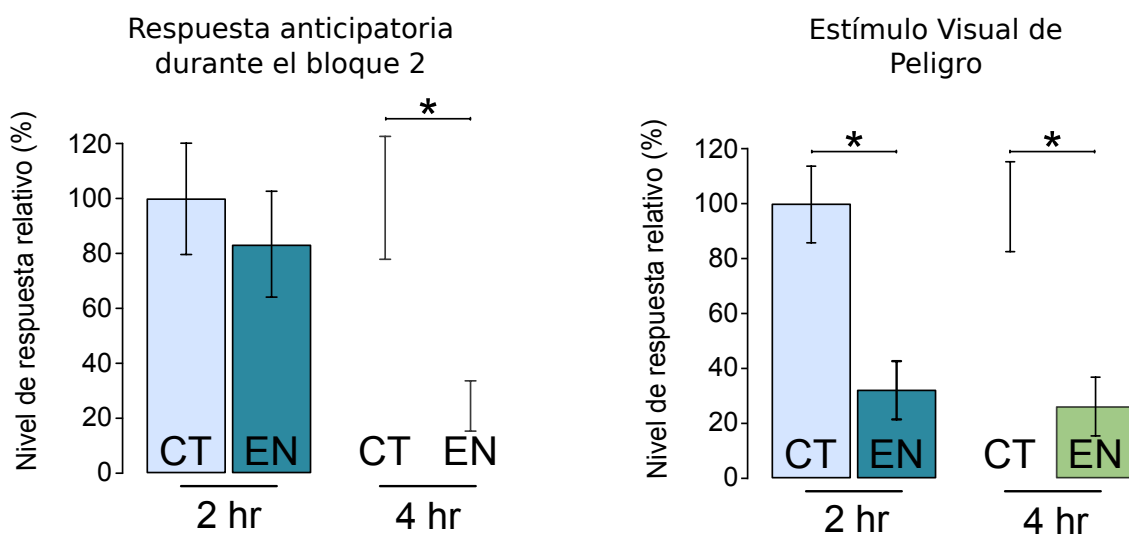 Respuesta anticipatoria
durante el bloque 2
Nivel de respuesta relativo (%)
120
100
80
60
40
20
0
*
CT EN CT EN
2 hr 4 hr
Estímulo Visual de
Peligro
Nivel de respuesta relativo (%)
120
100
80
60
40
20
0
* *
CT EN CT EN
2 hr 4 hr